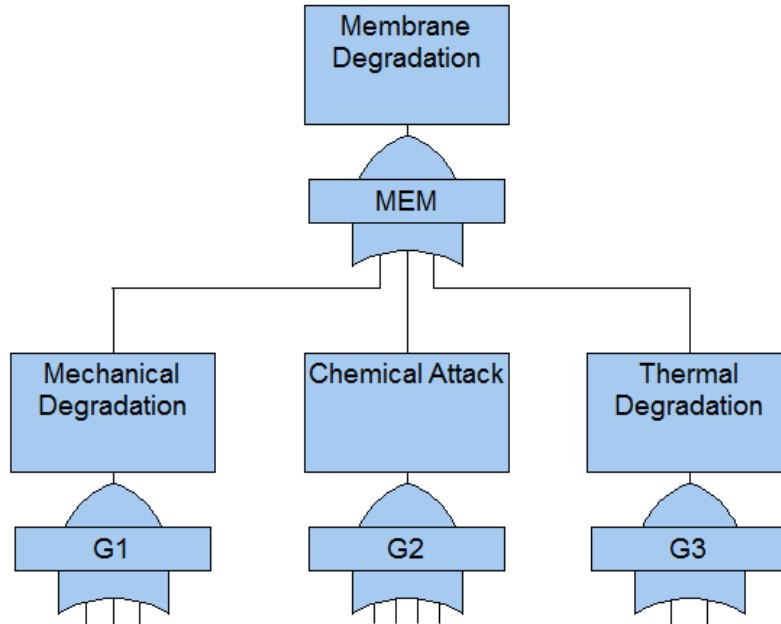 Membrane
Degradation
MEM
Mechanical
Degradation
Chemical Attack
Thermal
Degradation
G1
G2
G3